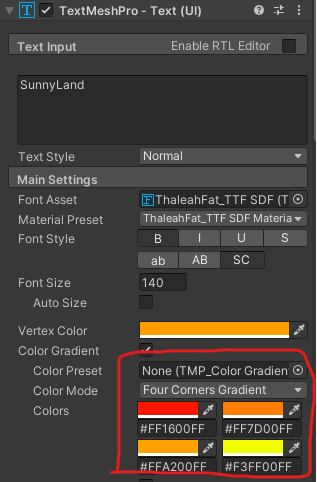 TextMeshPro - Text (UI)
Text Input Enable RTL Editor
SunnyLand
Text Style Normal
Main Settings
Font Asset ThaleahFat_TTF SDF (T
Material Preset ThaleahFat_TTF SDF Materia
Font Style B I U S
ab AB SC
Font Size 140
Auto Size
Vertex Color
Color Gradient
Color Preset None (TMP_Color Gradien
Color Mode Four Corners Gradient
Colors
#FF1600FF #FF7D00FF
#FFA200FF #F3FF00FF